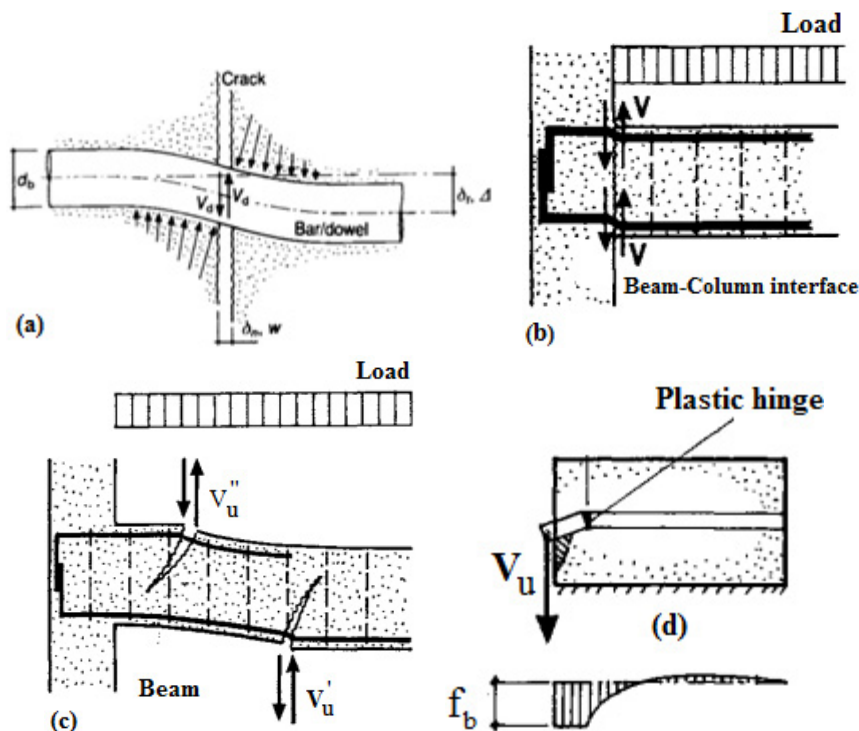 Crack
d_b
V_d
V_d
δ_t, Δ
Bar/dowel
δ_n, w
(a)
Load
V
V
Beam-Column interface
(b)
Load
V_u''
Beam
V_u'
(c)
Plastic hinge
V_u
(d)
f_b